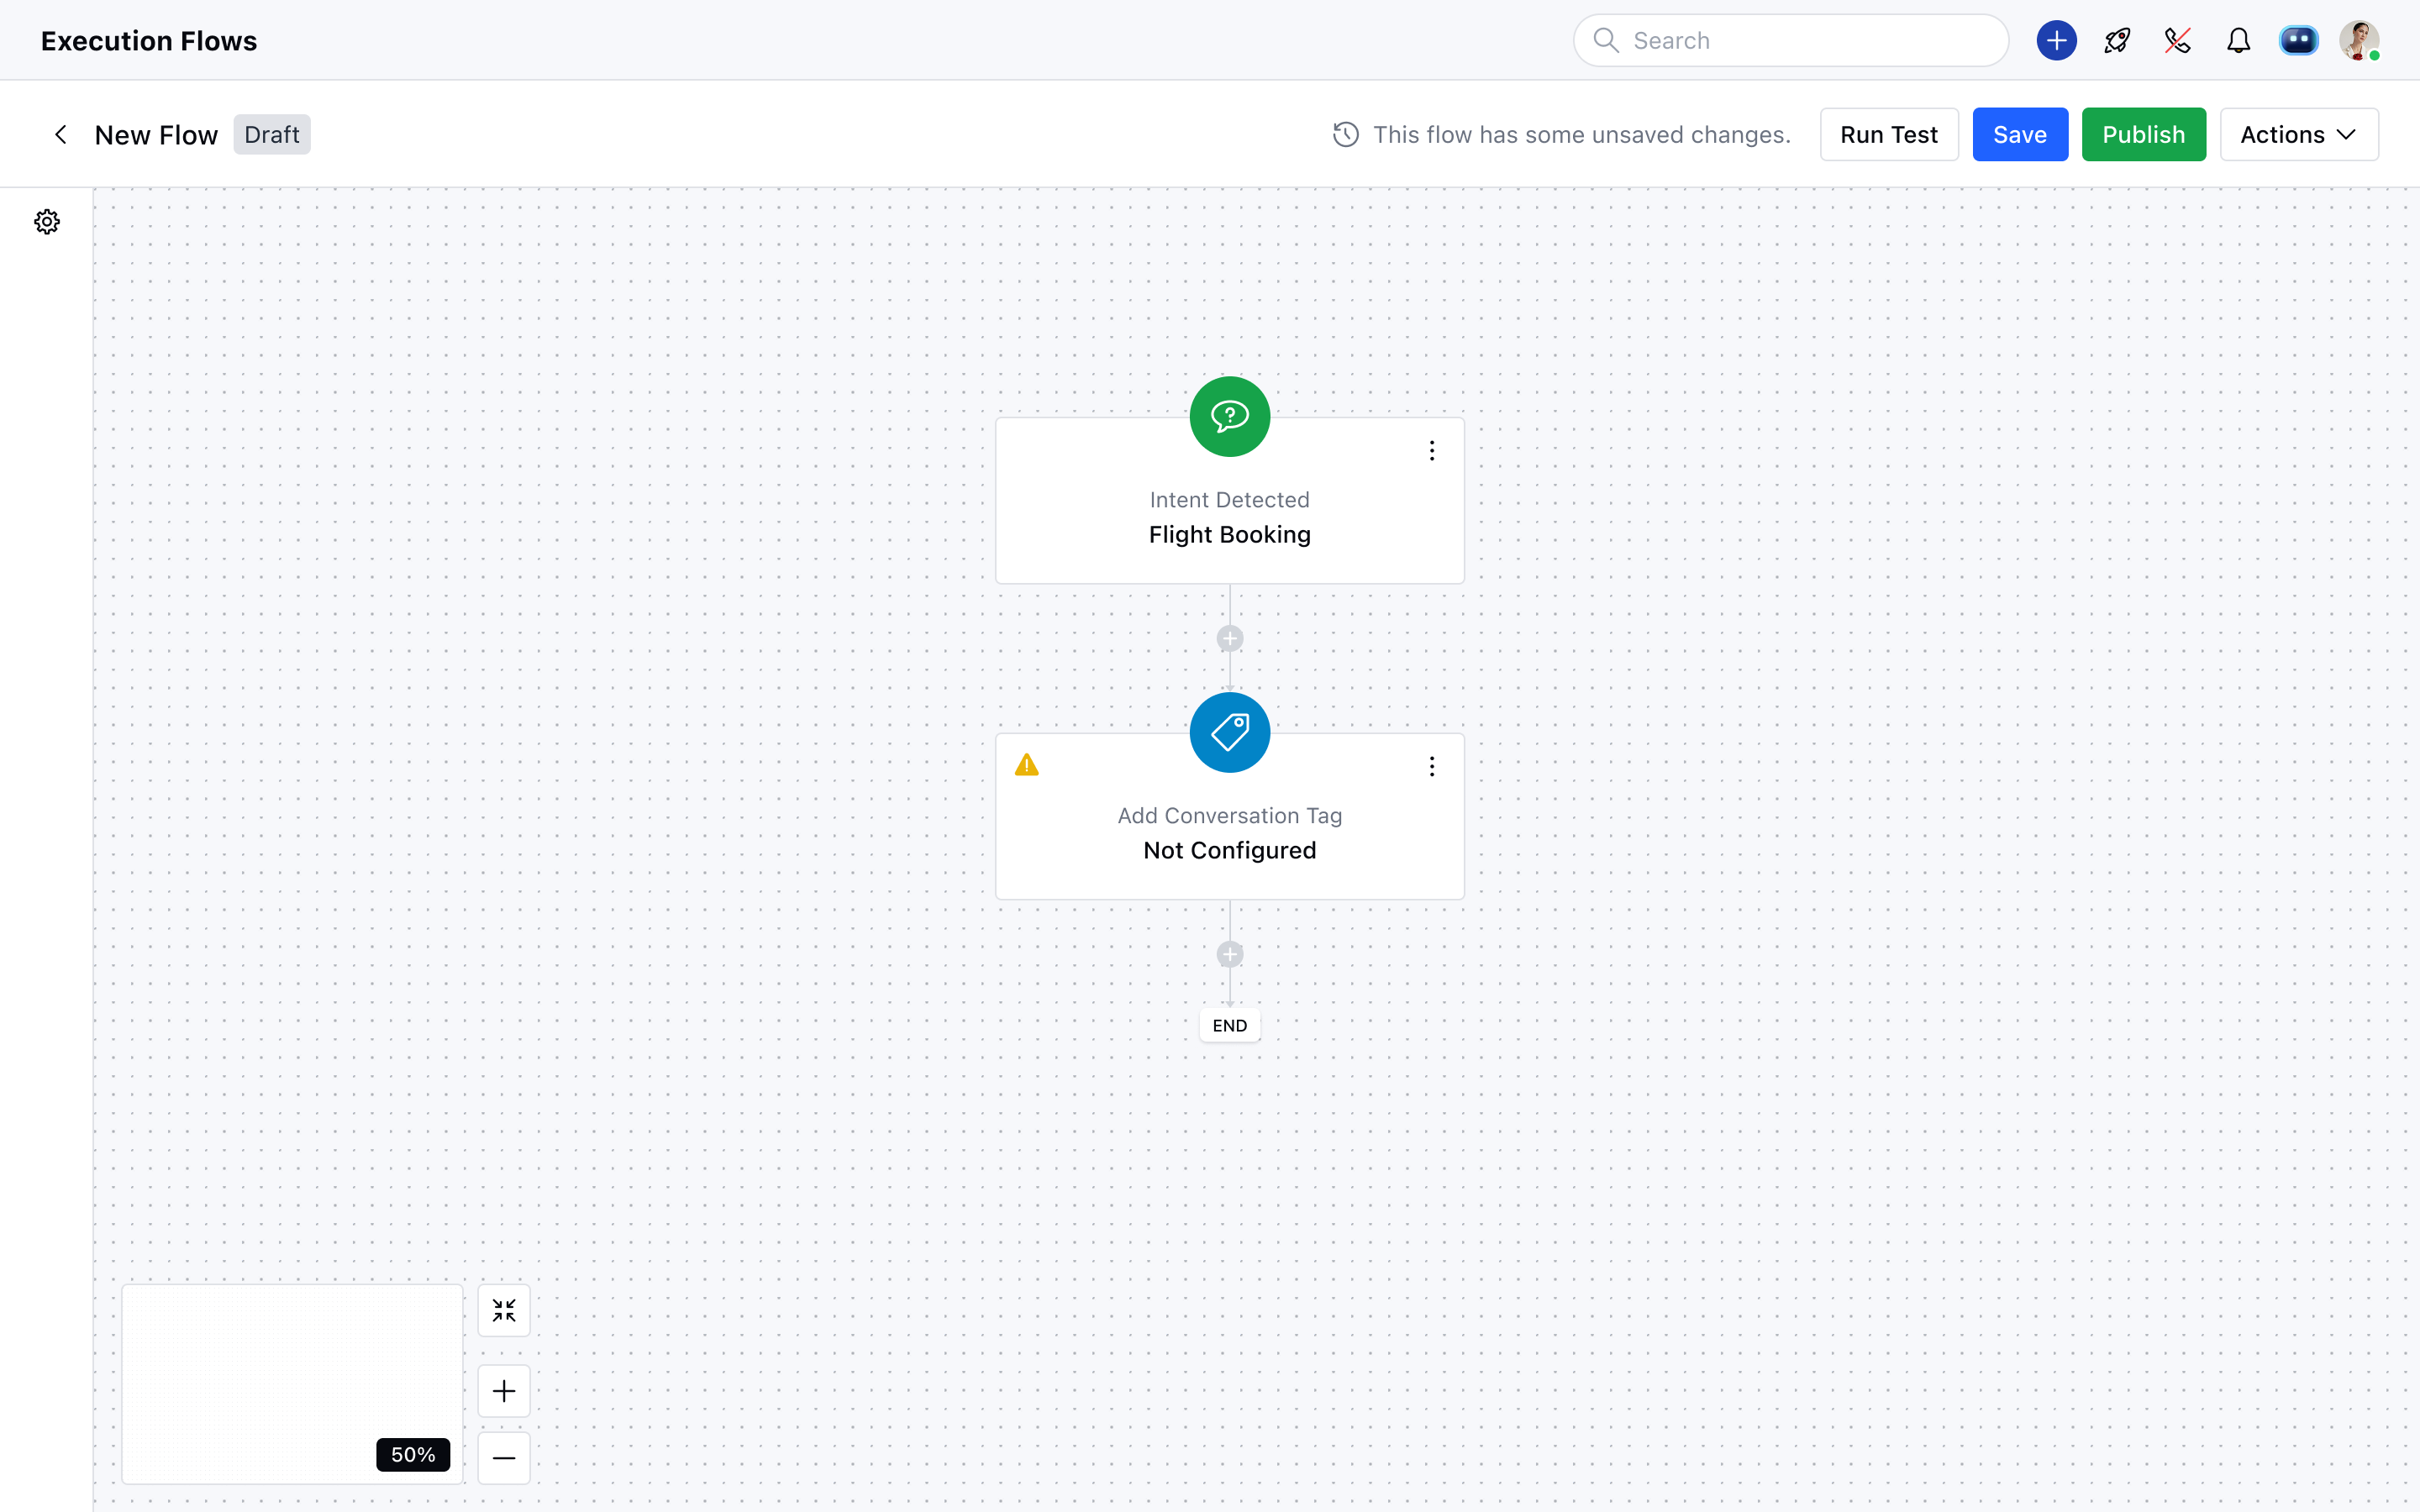 Execution Flows
Search
New Flow
Draft
This flow has some unsaved changes.
Run Test
Save
Publish
Actions
Intent Detected
Flight Booking
Add Conversation Tag
Not Configured
END
50%